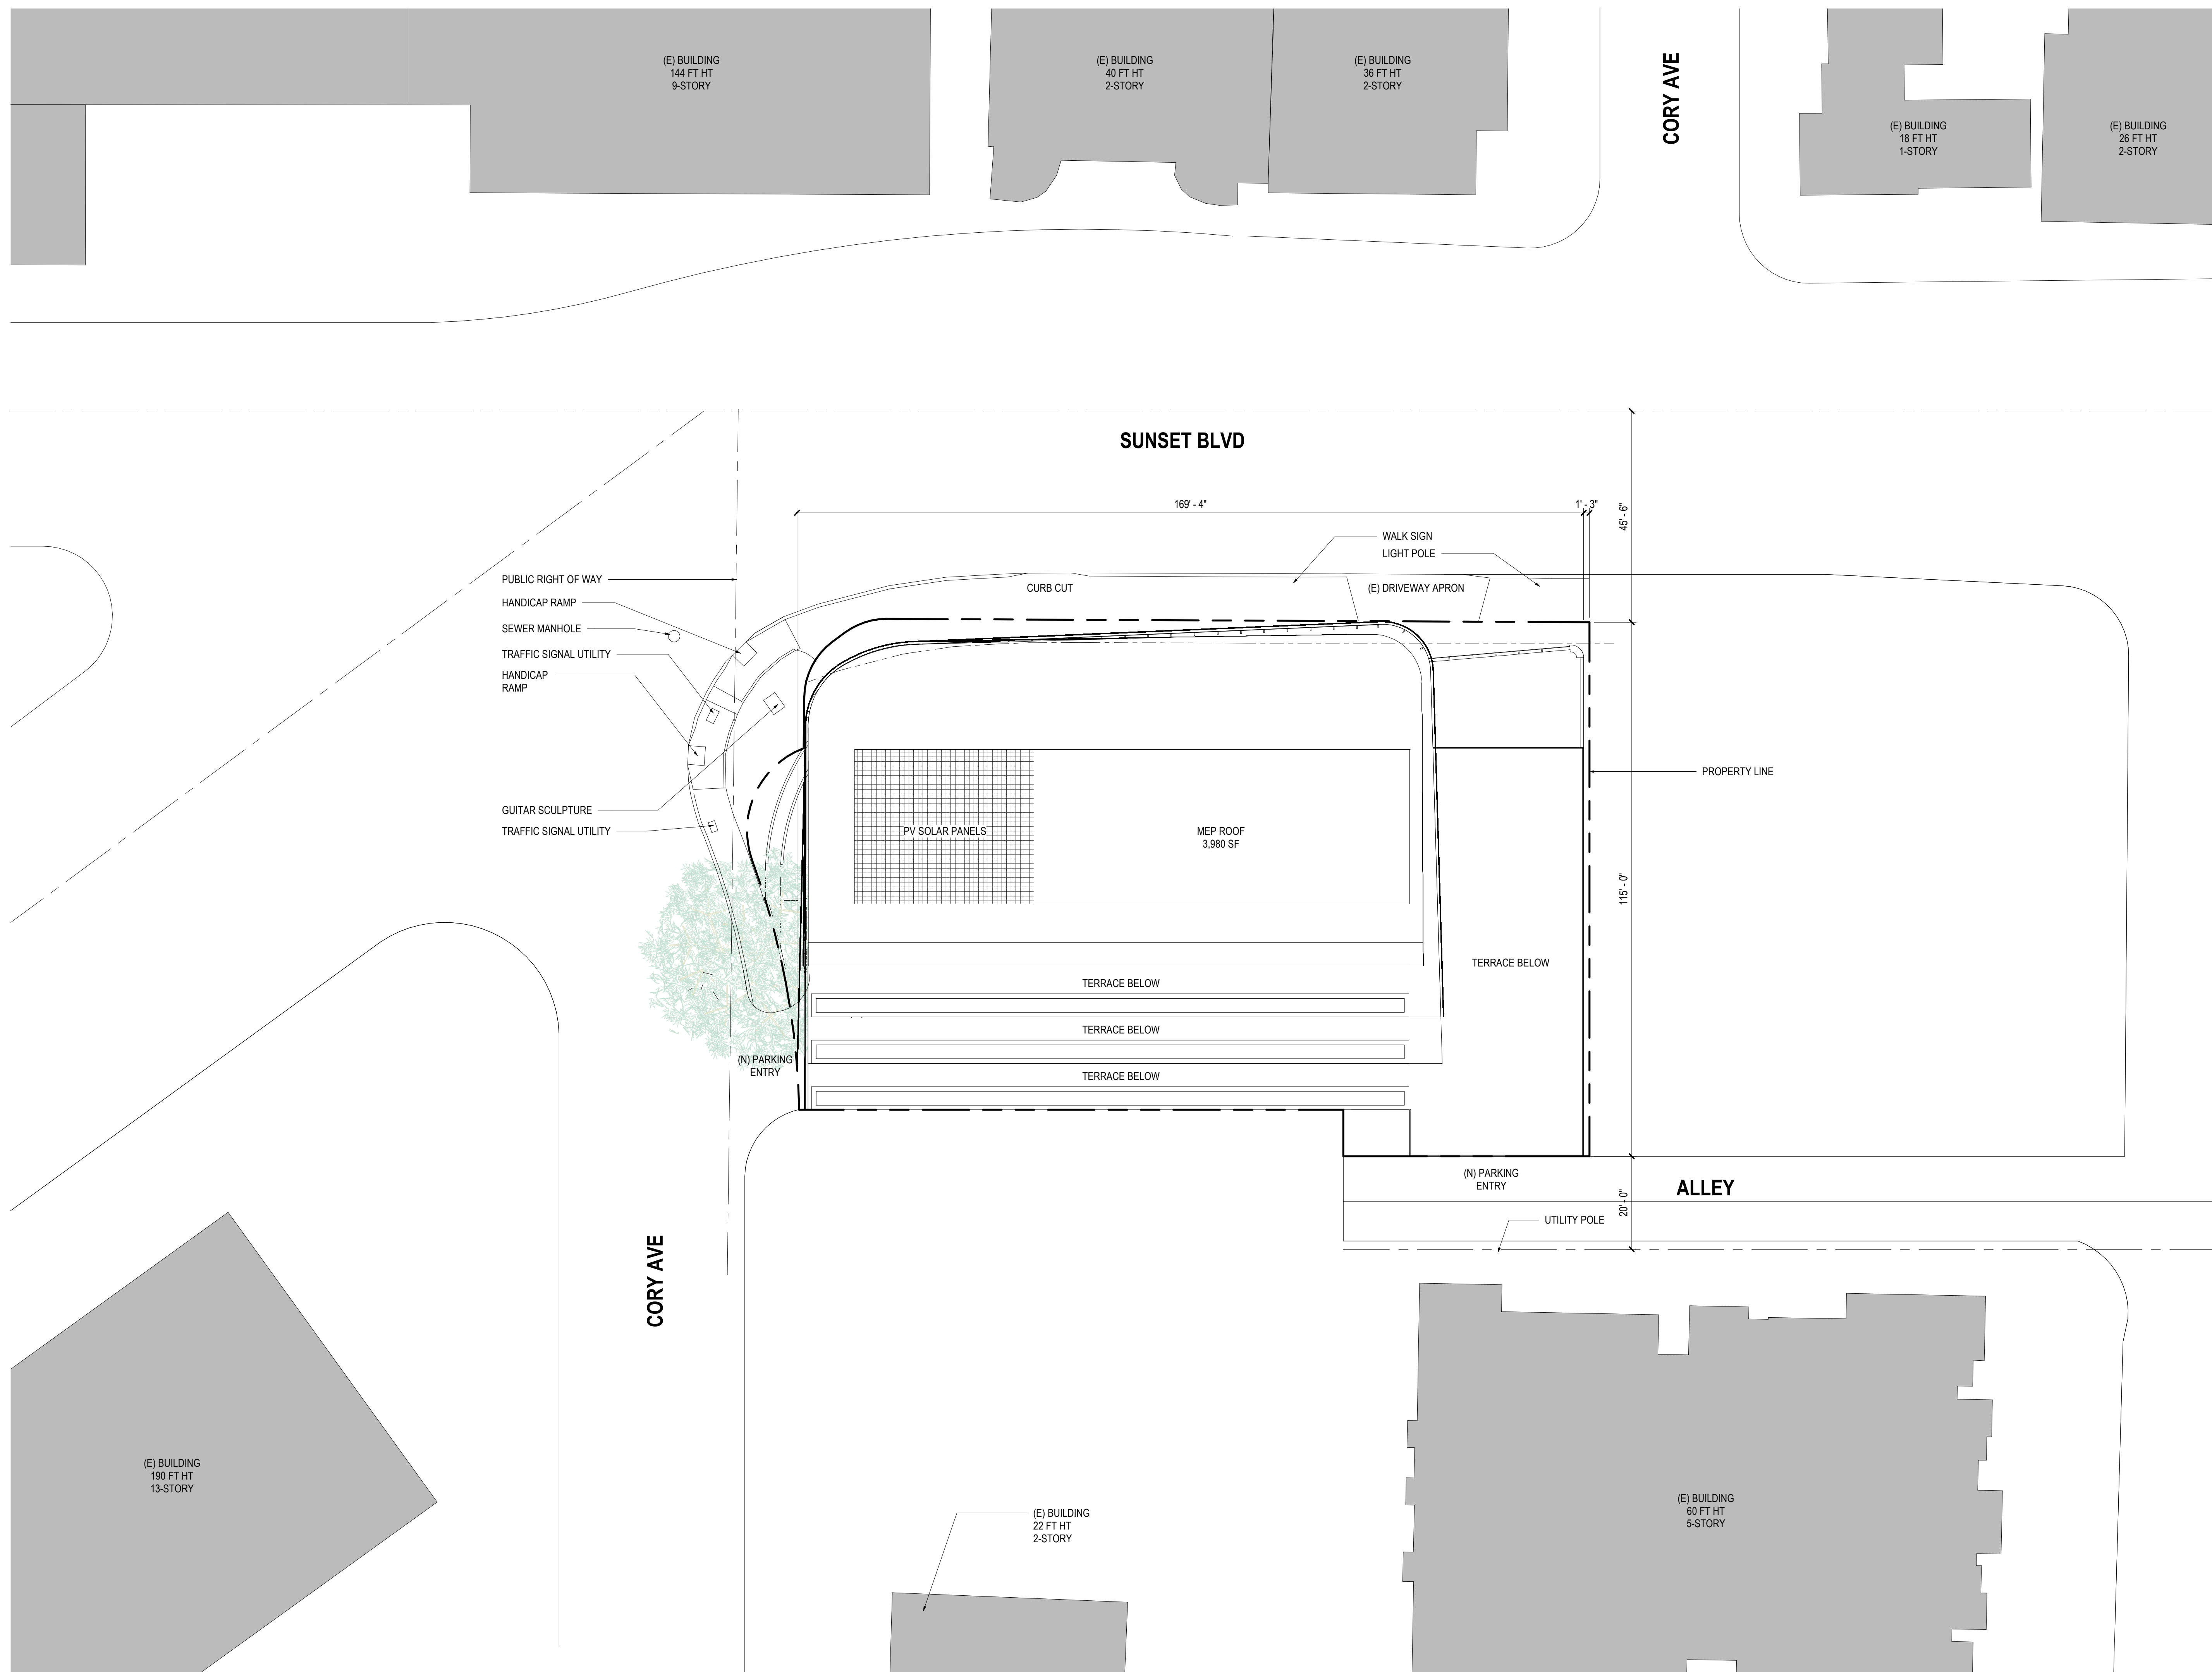 (E) BUILDING
144 FT HT
9-STORY
(E) BUILDING
40 FT HT
2-STORY
(E) BUILDING
36 FT HT
2-STORY
CORY AVE
(E) BUILDING
18 FT HT
1-STORY
(E) BUILDING
26 FT HT
2-STORY
SUNSET BLVD
169' - 4"
1' - 3"
45' - 6"
WALK SIGN
LIGHT POLE
PUBLIC RIGHT OF WAY
HANDICAP RAMP
SEWER MANHOLE
TRAFFIC SIGNAL UTILITY
HANDICAP
RAMP
CURB CUT
(E) DRIVEWAY APRON
GUITAR SCULPTURE
TRAFFIC SIGNAL UTILITY
PROPERTY LINE
PV SOLAR PANELS
MEP ROOF
3,980 SF
115' - 0"
TERRACE BELOW
TERRACE BELOW
TERRACE BELOW
TERRACE BELOW
(N) PARKING
ENTRY
(N) PARKING
ENTRY
ALLEY
20' - 0"
UTILITY POLE
CORY AVE
(E) BUILDING
190 FT HT
13-STORY
(E) BUILDING
22 FT HT
2-STORY
(E) BUILDING
60 FT HT
5-STORY